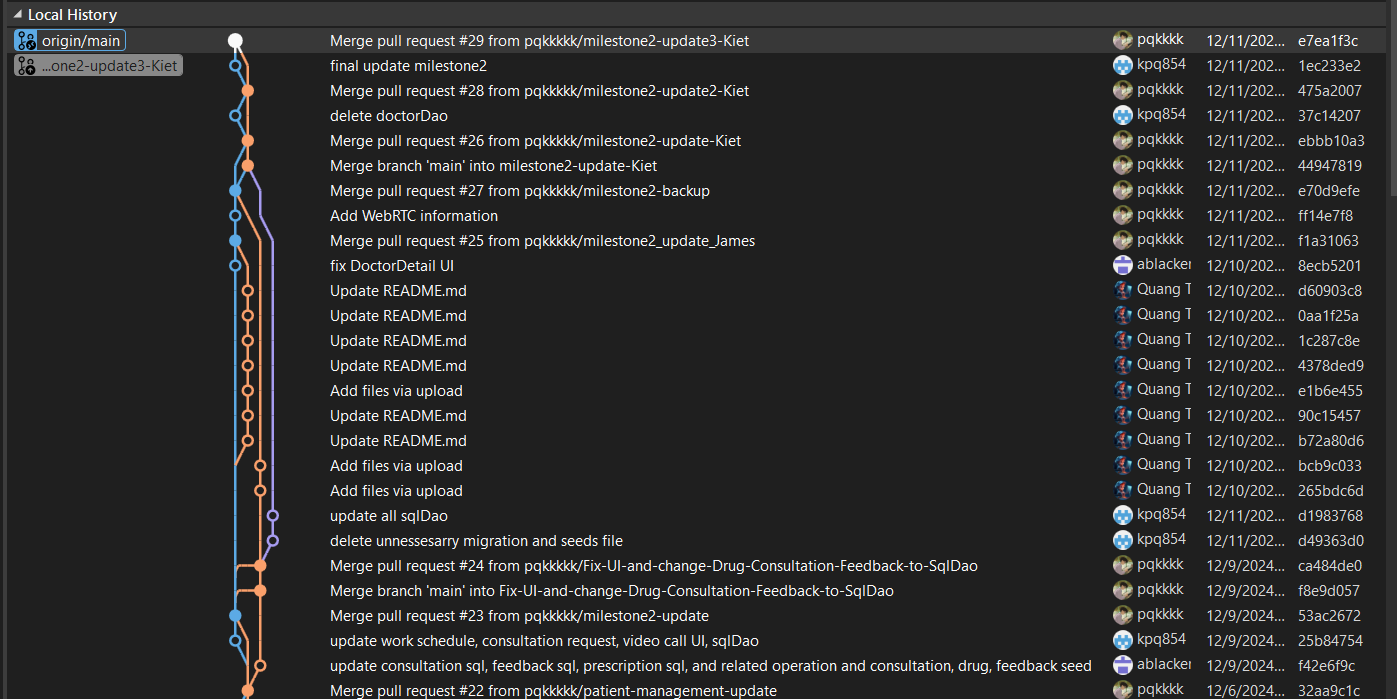 Local History
origin/main Merge pull request #29 from pqkkkkk/milestone2-update3-Kiet pqkkkk 12/11/202... e7ea1f3c
...one2-update3-Kiet final update milestone2 kpq854 12/11/202... 1ec233e2
Merge pull request #28 from pqkkkkk/milestone2-update2-Kiet pqkkkk 12/11/202... 475a2007
delete doctorDao kpq854 12/11/202... 37c14207
Merge pull request #26 from pqkkkkk/milestone2-update-Kiet pqkkkk 12/11/202... ebbb10a3
Merge branch 'main' into milestone2-update-Kiet pqkkkk 12/11/202... 44947819
Merge pull request #27 from pqkkkkk/milestone2-backup pqkkkk 12/11/202... e70d9efe
Add WebRTC information pqkkkk 12/11/202... ff14e7f8
Merge pull request #25 from pqkkkkk/milestone2_update_James pqkkkk 12/11/202... f1a31063
fix DoctorDetail UI ablacker 12/10/202... 8ecb5201
Update README.md Quang T 12/10/202... d60903c8
Update README.md Quang T 12/10/202... 0aa1f25a
Update README.md Quang T 12/10/202... 1c287c8e
Update README.md Quang T 12/10/202... 4378ded9
Add files via upload Quang T 12/10/202... e1b6e455
Update README.md Quang T 12/10/202... 90c15457
Update README.md Quang T 12/10/202... b72a80d6
Add files via upload Quang T 12/10/202... bcb9c033
Add files via upload Quang T 12/10/202... 265bdc6d
update all sqlDao kpq854 12/11/202... d1983768
delete unnessesarry migration and seeds file kpq854 12/11/202... d49363d0
Merge pull request #24 from pqkkkkk/Fix-UI-and-change-Drug-Consultation-Feedback-to-SqlDao pqkkkk 12/9/2024... ca484de0
Merge branch 'main' into Fix-UI-and-change-Drug-Consultation-Feedback-to-SqlDao pqkkkk 12/9/2024... f8e9d057
Merge pull request #23 from pqkkkkk/milestone2-update pqkkkk 12/9/2024... 53ac2672
update work schedule, consultation request, video call UI, sqlDao kpq854 12/9/2024... 25b84754
update consultation sql, feedback sql, prescription sql, and related operation and consultation, drug, feedback seed ablacker 12/9/2024... f42e6f9c
Merge pull request #22 from pqkkkkk/patient-management-update pqkkkk 12/6/2024... 32aa9c1c